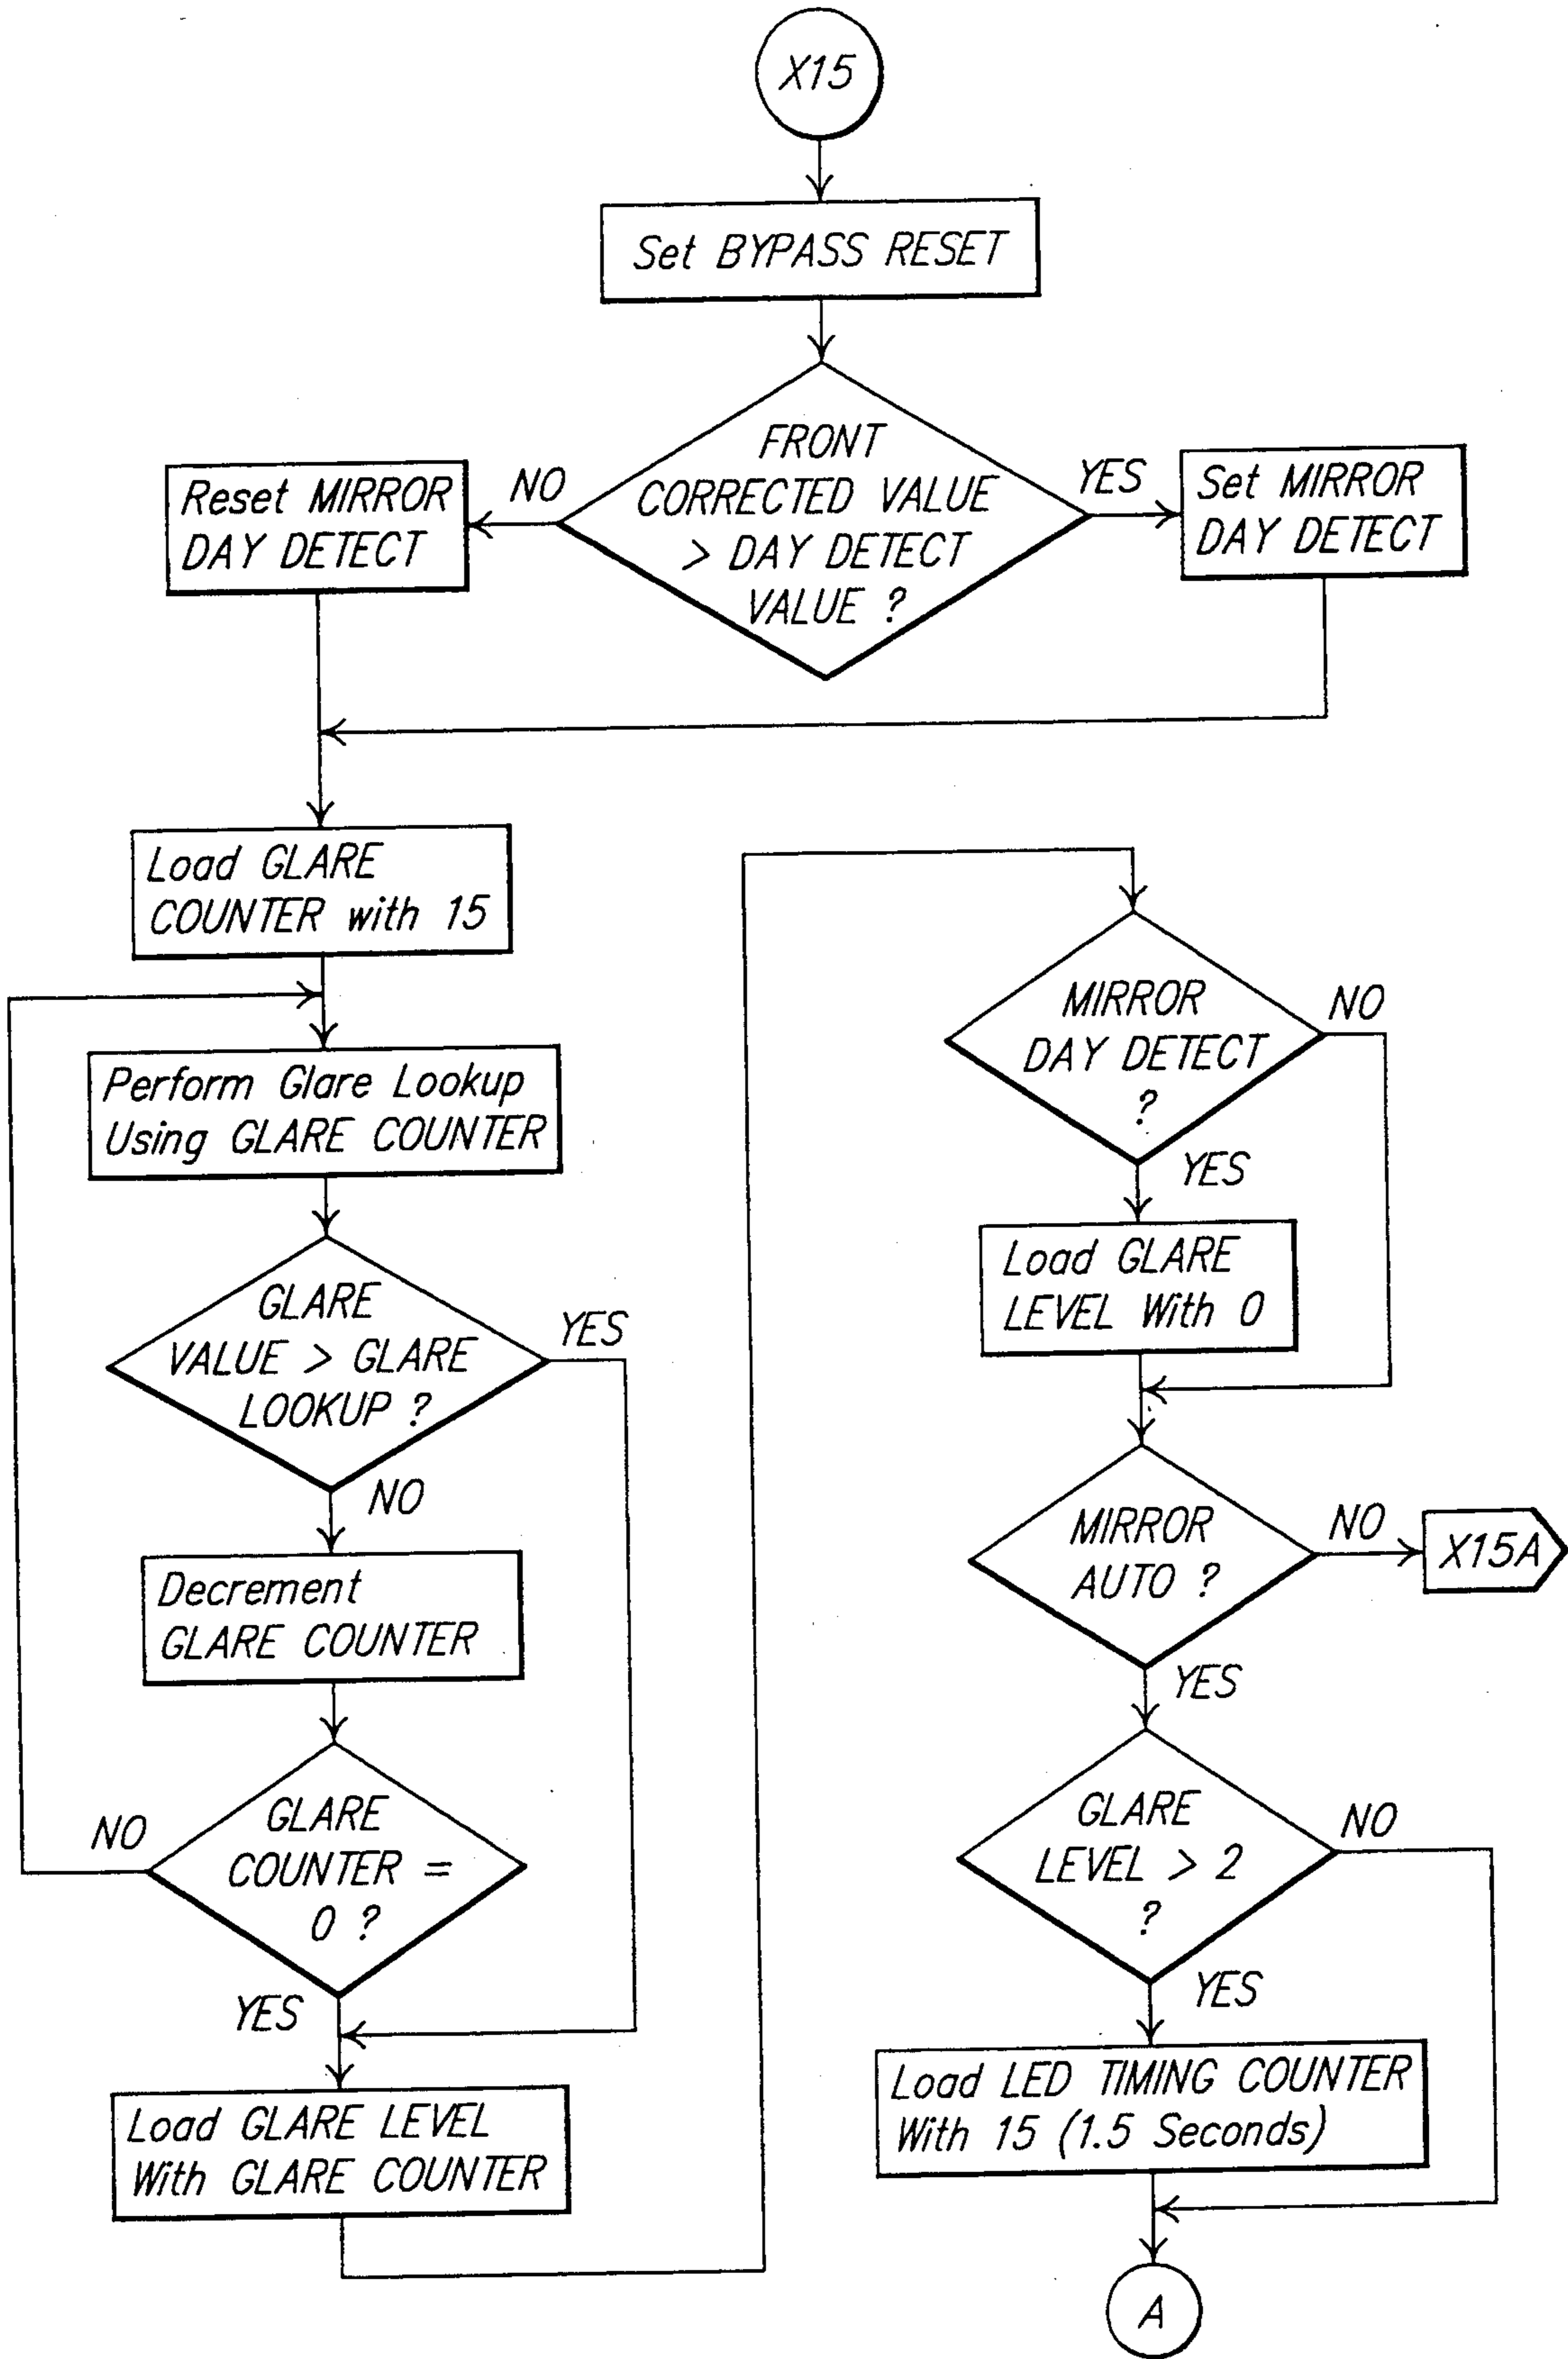 X15
Set BYPASS RESET
FRONT
CORRECTED VALUE
> DAY DETECT
VALUE ?
NO
YES
Reset MIRROR
DAY DETECT
Set MIRROR
DAY DETECT
Load GLARE
COUNTER with 15
Perform Glare Lookup
Using GLARE COUNTER
GLARE
VALUE > GLARE
LOOKUP ?
YES
NO
Decrement
GLARE COUNTER
GLARE
COUNTER =
0 ?
NO
YES
Load GLARE LEVEL
With GLARE COUNTER
MIRROR
DAY DETECT
?
NO
YES
Load GLARE
LEVEL With 0
MIRROR
AUTO ?
NO
X15A
YES
GLARE
LEVEL > 2
?
NO
YES
Load LED TIMING COUNTER
With 15 (1.5 Seconds)
A